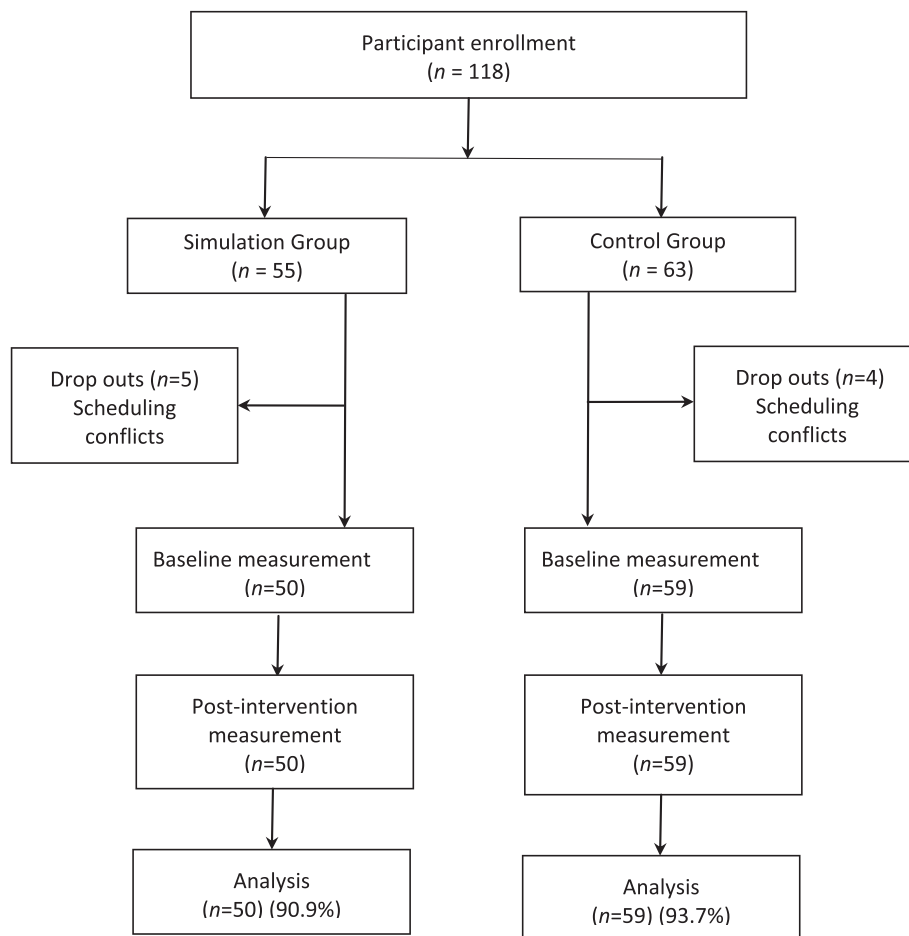 Participant enrollment
(n = 118)
Simulation Group
(n = 55)
Control Group
(n = 63)
Drop outs (n=5)
Scheduling
conflicts
Drop outs (n=4)
Scheduling
conflicts
Baseline measurement
(n=50)
Baseline measurement
(n=59)
Post-intervention
measurement
(n=50)
Post-intervention
measurement
(n=59)
Analysis
(n=50) (90.9%)
Analysis
(n=59) (93.7%)